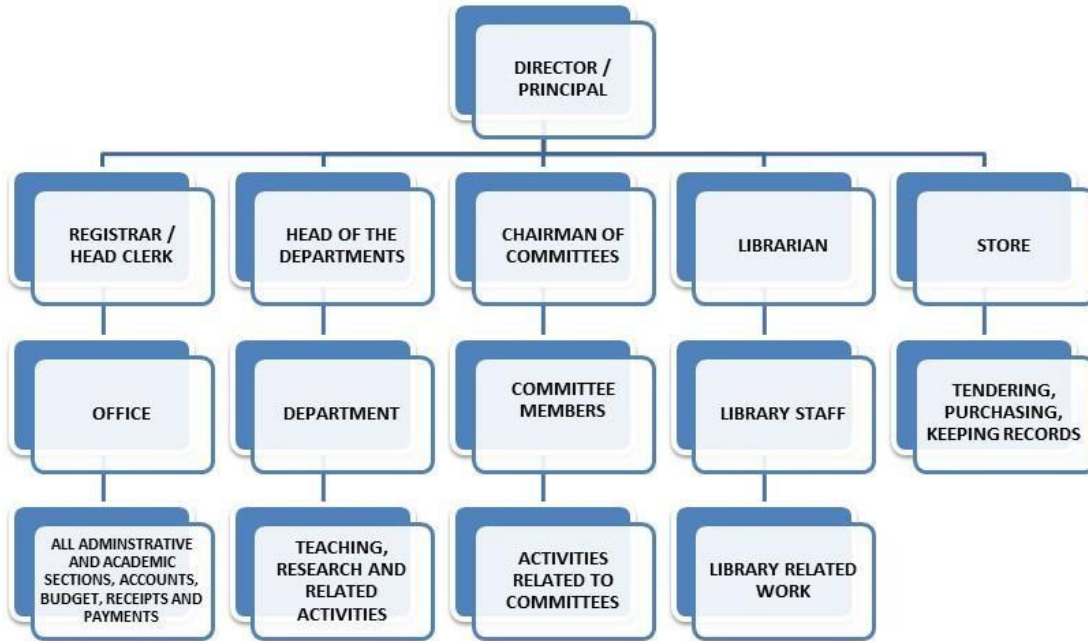 DIRECTOR /
PRINCIPAL
REGISTRAR /
HEAD CLERK
HEAD OF THE
DEPARTMENTS
CHAIRMAN OF
COMMITTEES
LIBRARIAN
STORE
OFFICE
DEPARTMENT
COMMITTEE
MEMBERS
LIBRARY STAFF
TENDERING,
PURCHASING,
KEEPING RECORDS
ALL ADMINSTRATIVE
AND ACADEMIC
SECTIONS, ACCOUNTS,
BUDGET, RECEIPTS AND
PAYMENTS
TEACHING,
RESEARCH AND
RELATED
ACTIVITIES
ACTIVITIES
RELATED TO
COMMITTEES
LIBRARY RELATED
WORK